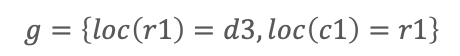 g = {loc(r1) = d3, loc(c1) = r1}